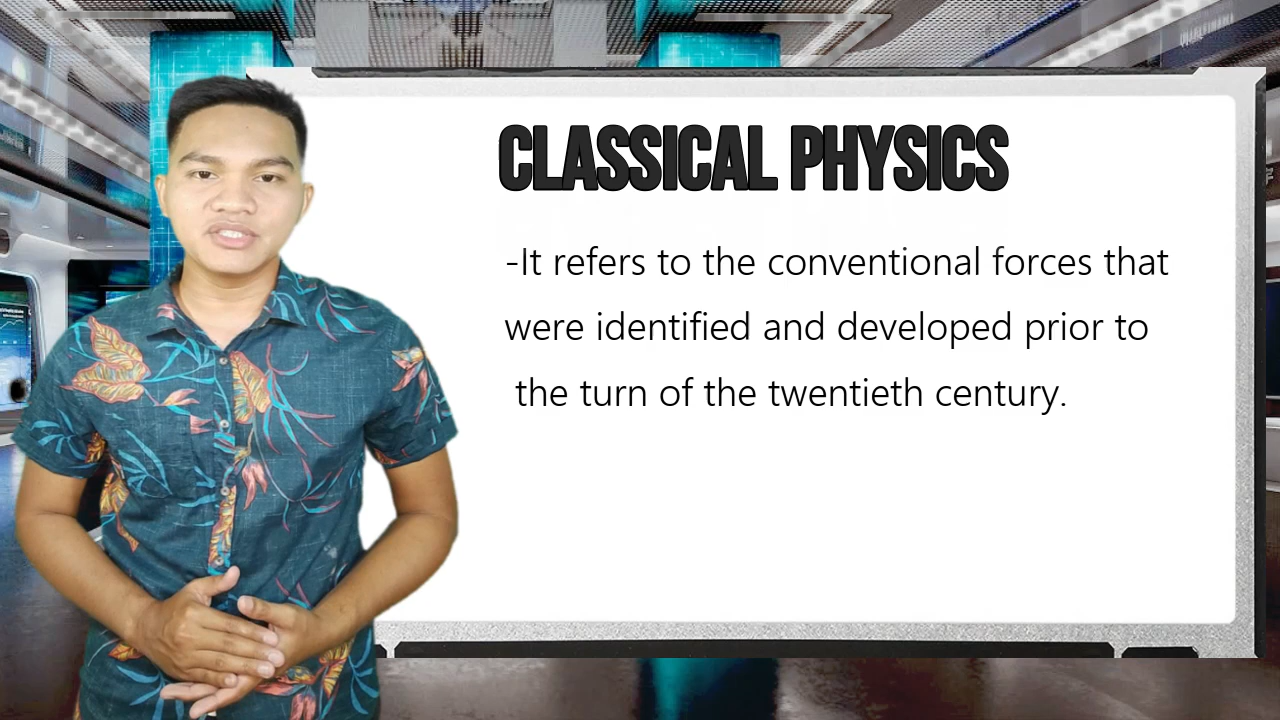 CLASSICAL PHYSICS
-It refers to the conventional forces that
were identified and developed prior to
the turn of the twentieth century.